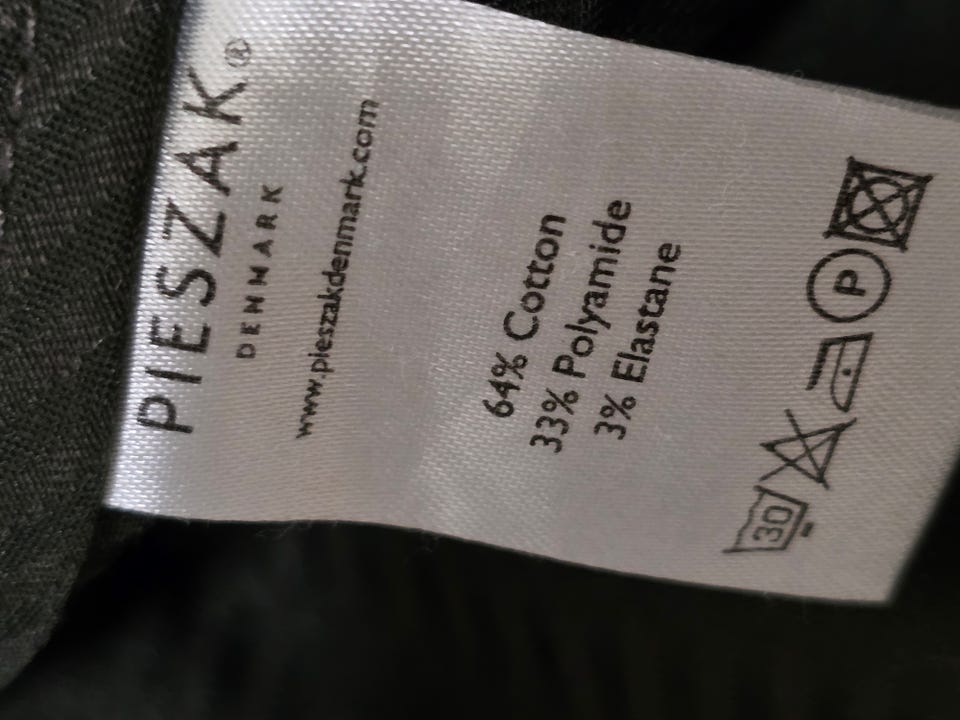 PIESZAK®
DENMARK
www.pieszakdenmark.com
64% Cotton
33% Polyamide
3% Elastane
30
P